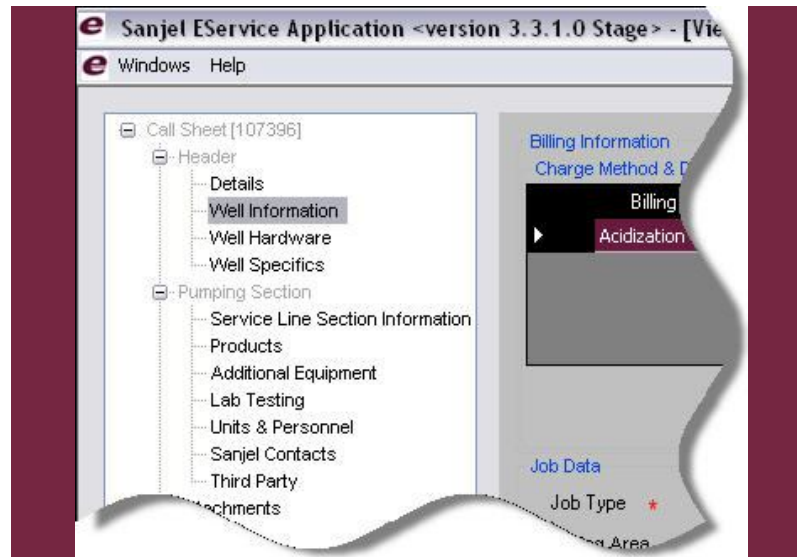 e Sanjel EService Application <version 3.3.1.0 Stage> - [Vie
e Windows Help
Call Sheet [107396]
Header
Details
Well Information
Well Hardware
Well Specifics
Pumping Section
Service Line Section Information
Products
Additional Equipment
Lab Testing
Units & Personnel
Sanjel Contacts
Third Party
chments
Billing Information
Charge Method & D
Billing
Acidization
Job Data
Job Type *
Area